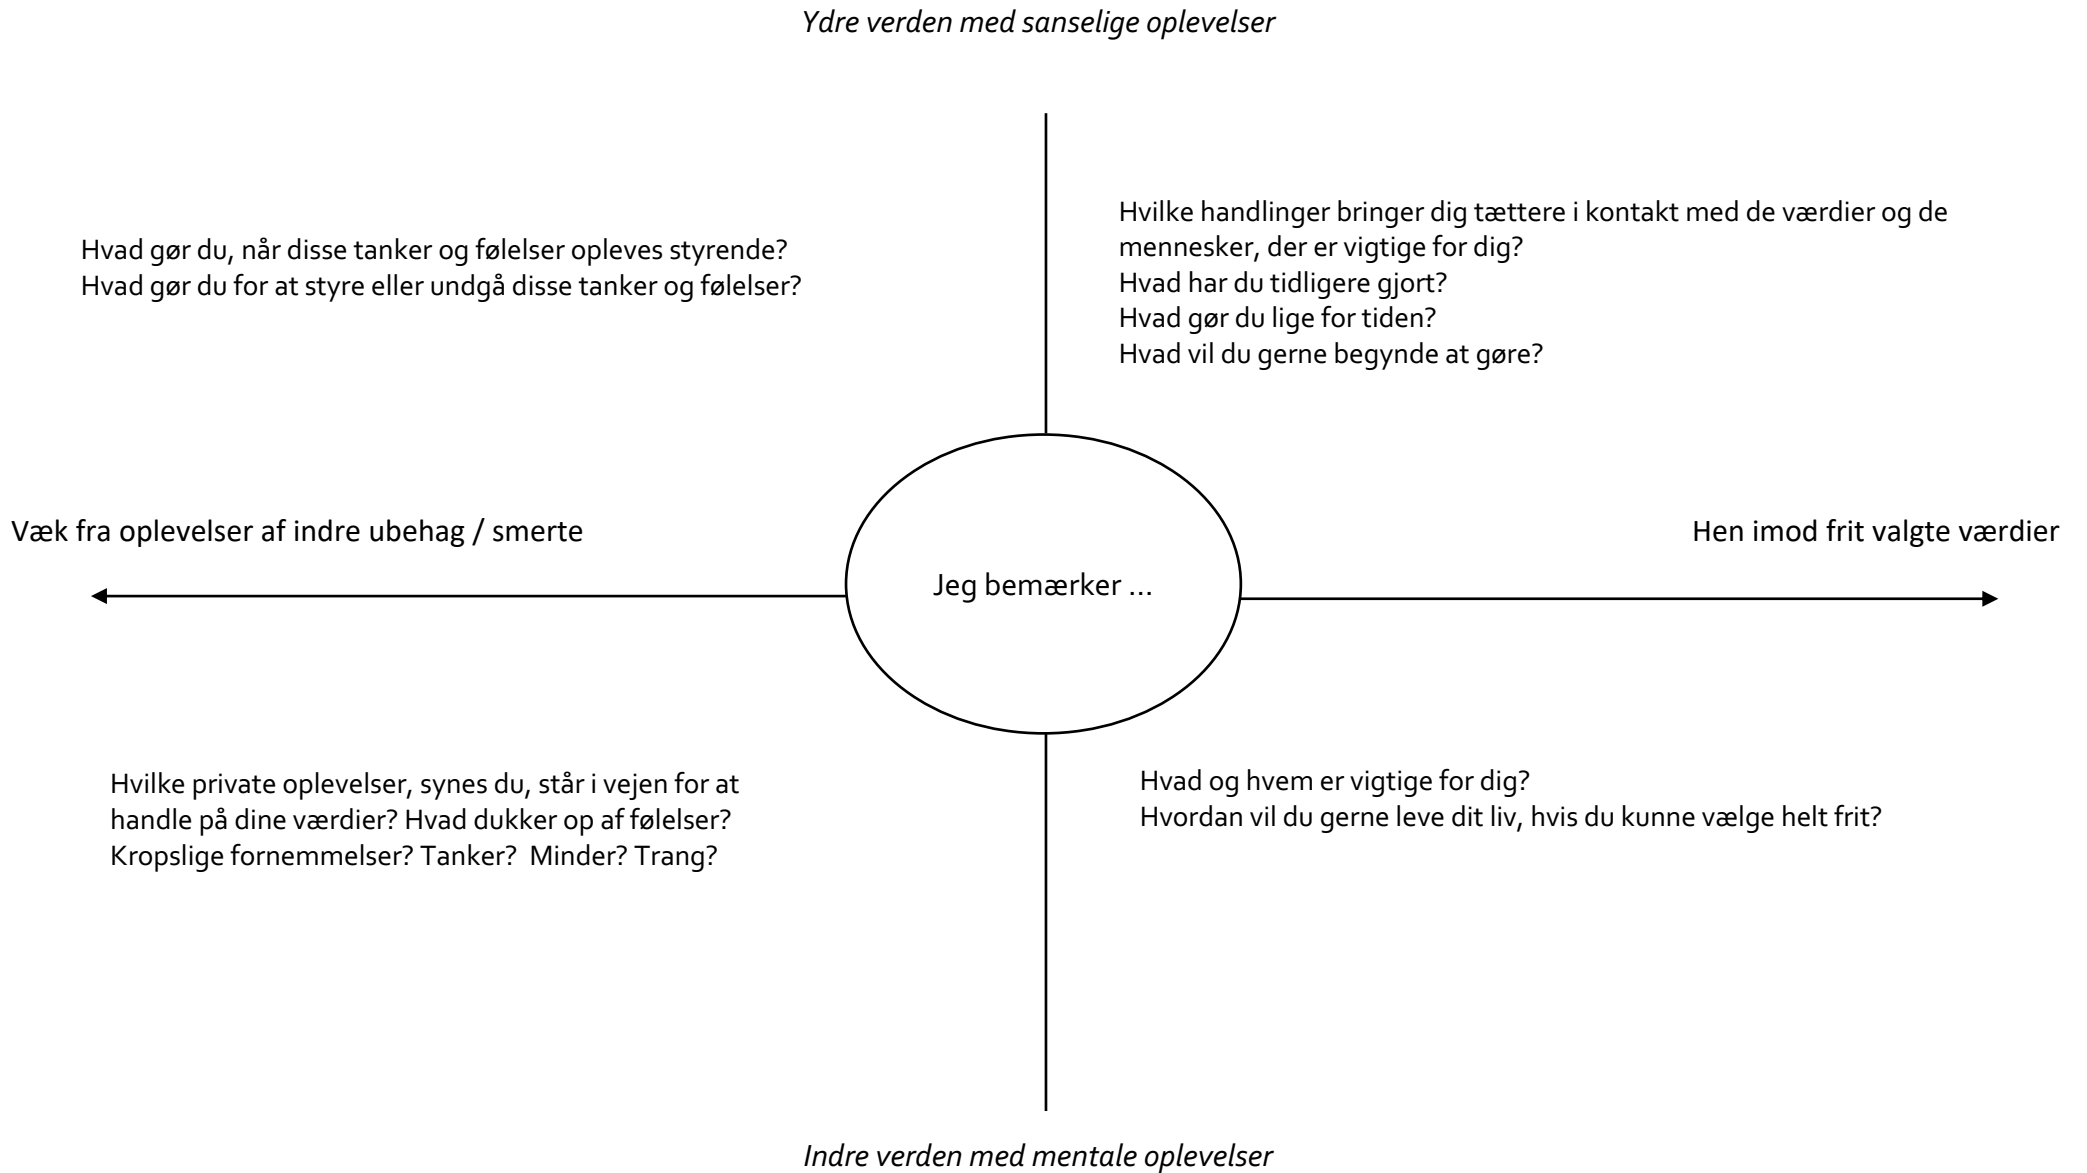 Ydre verden med sanselige oplevelser
Hvad gør du, når disse tanker og følelser opleves styrende?
Hvad gør du for at styre eller undgå disse tanker og følelser?
Hvilke handlinger bringer dig tættere i kontakt med de værdier og de
mennesker, der er vigtige for dig?
Hvad har du tidligere gjort?
Hvad gør du lige for tiden?
Hvad vil du gerne begynde at gøre?
Væk fra oplevelser af indre ubehag / smerte
Jeg bemærker ...
Hen imod frit valgte værdier
Hvilke private oplevelser, synes du, står i vejen for at
handle på dine værdier? Hvad dukker op af følelser?
Kropslige fornemmelser? Tanker?  Minder? Trang?
Hvad og hvem er vigtige for dig?
Hvordan vil du gerne leve dit liv, hvis du kunne vælge helt frit?
Indre verden med mentale oplevelser